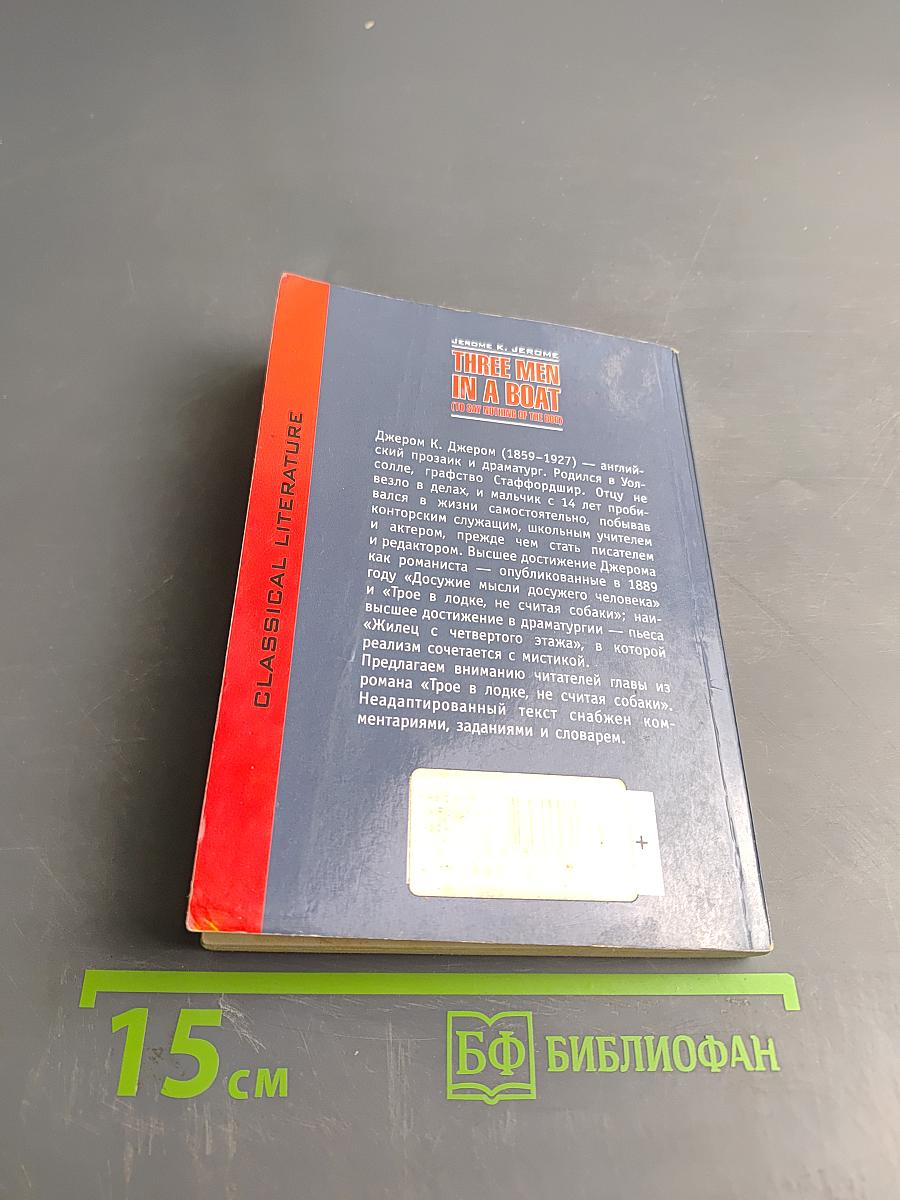 JEROME K. JEROME
THREE MEN
IN A BOAT
(TO SAY NOTHING OF THE DOG)
Джером К. Джером (1859–1927) — англий-
ский прозаик и драматург. Родился в Уол-
солле, графство Стаффордшир. Отцу не
везло в делах, и мальчик с 14 лет проби-
вался в жизни самостоятельно, побывав
конторским служащим, школьным учителем
и актером, прежде чем стать писателем
и редактором. Высшее достижение Джерома
как романиста — опубликованные в 1889
году «Досужие мысли досужего человека»
и «Трое в лодке, не считая собаки»; наи-
высшее достижение в драматургии — пьеса
«Жилец с четвертого этажа», в которой
реализм сочетается с мистикой.
Предлагаем вниманию читателей главы из
романа «Трое в лодке, не считая собаки».
Неадаптированный текст снабжен ком-
ментариями, заданиями и словарем.
CLASSICAL LITERATURE
+
15 см
БФ БИБЛИОФАН